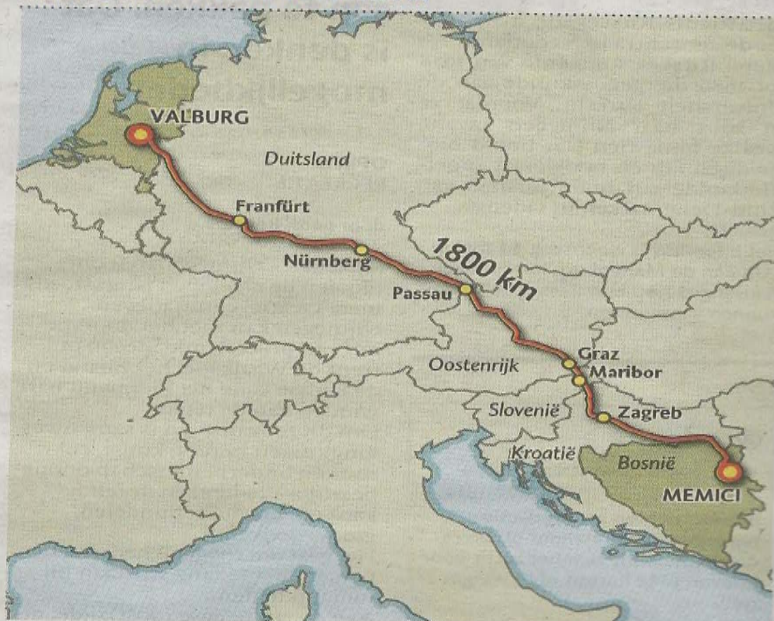 VALBURG
Duitsland
Franfürt
Nürnberg
1800 km
Passau
Graz
Oostenrijk
Maribor
Slovenië
Zagreb
Kroatië
Bosnië
MEMICI